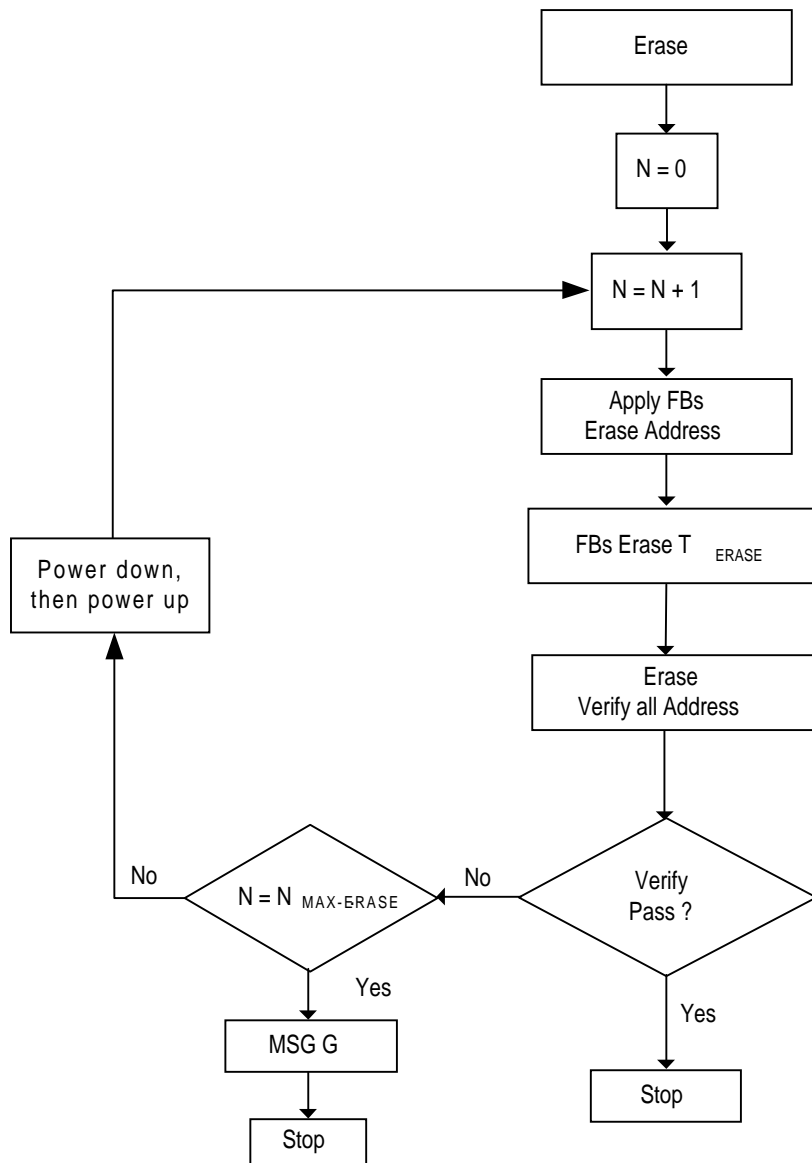 Erase
N = 0
N = N + 1
Apply FBs
Erase Address
FBs Erase T ERASE
Power down,
then power up
Erase
Verify all Address
No
N = N MAX-ERASE
No
Verify
Pass ?
Yes
Yes
MSG G
Stop
Stop